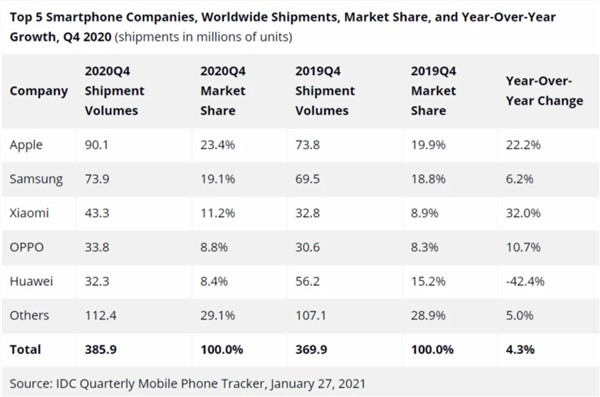 Top 5 Smartphone Companies, Worldwide Shipments, Market Share, and Year-Over-Year
Growth, Q4 2020 (shipments in millions of units)
Company 2020Q4 Shipment Volumes 2020Q4 Market Share 2019Q4 Shipment Volumes 2019Q4 Market Share Year-Over-Year Change
Apple 90.1 23.4% 73.8 19.9% 22.2%
Samsung 73.9 19.1% 69.5 18.8% 6.2%
Xiaomi 43.3 11.2% 32.8 8.9% 32.0%
OPPO 33.8 8.8% 30.6 8.3% 10.7%
Huawei 32.3 8.4% 56.2 15.2% -42.4%
Others 112.4 29.1% 107.1 28.9% 5.0%
Total 385.9 100.0% 369.9 100.0% 4.3%
Source: IDC Quarterly Mobile Phone Tracker, January 27, 2021